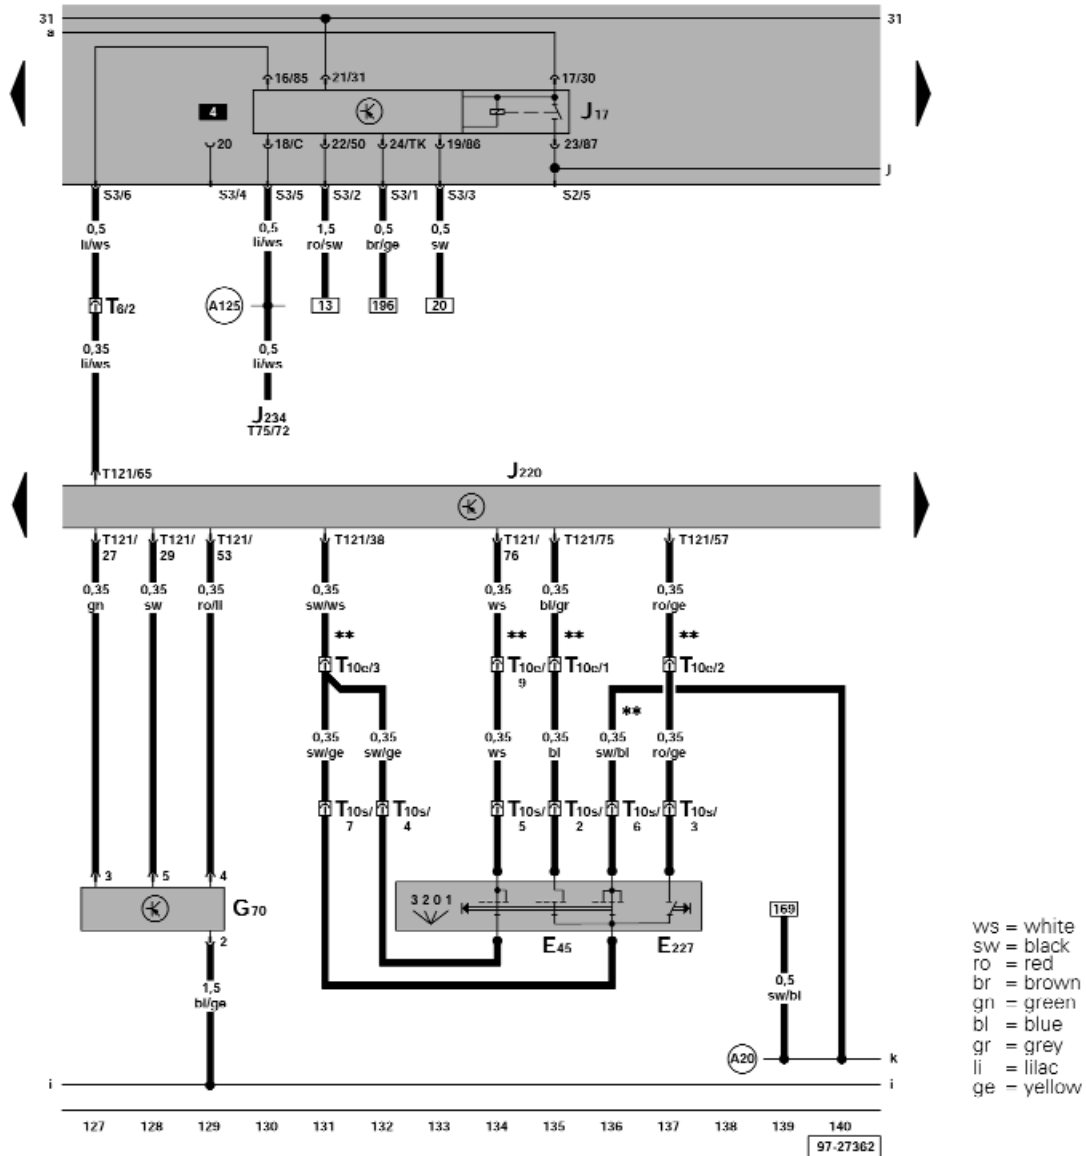 31 31
a
16/85 21/31 17/30
4 J17
20 18/C 22/50 24/TK 19/86 23/87
J
S3/6 S3/4 S3/5 S3/2 S3/1 S3/3 S2/5
0,5 0,5 1,5 0,5 0,5
li/ws li/ws ro/sw br/ge sw
T6/2 A125 13 196 20
0,35 0,5
li/ws li/ws
J234
T75/72
T121/65 J220
T121/ T121/ T121/ T121/38 T121/ T121/75 T121/57
27 29 53 76
0,35 0,35 0,35 0,35 0,35 0,35 0,35
gn sw ro/li sw/ws ws bl/gr ro/ge
** ** ** **
T10e/3 T10e/ T10e/1 T10e/2
9
**
0,35 0,35 0,35 0,35 0,35 0,35
sw/ge sw/ge ws bl sw/bl ro/ge
T10s/ T10s/ T10s/ T10s/ T10s/ T10s/
7 4 5 2 6 3
3 5 4
3 2 0 1
G70 169
2 E45 E227
1,5 0,5
bl/ge sw/bl
A20 k
i i
127 128 129 130 131 132 133 134 135 136 137 138 139 140
97-27362
ws = white
sw = black
ro = red
br = brown
gn = green
bl = blue
gr = grey
li = lilac
ge = yellow